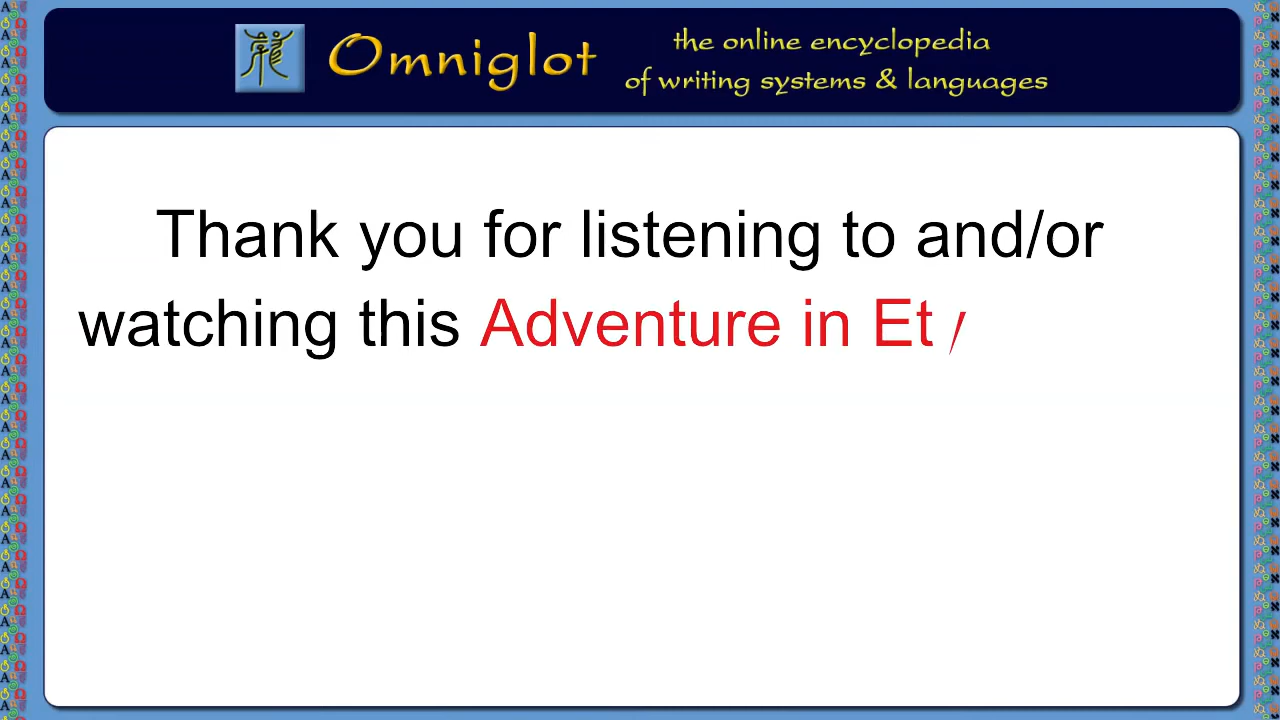 Omniglot
the online encyclopedia
of writing systems & languages
Thank you for listening to and/or
watching this Adventure in Et